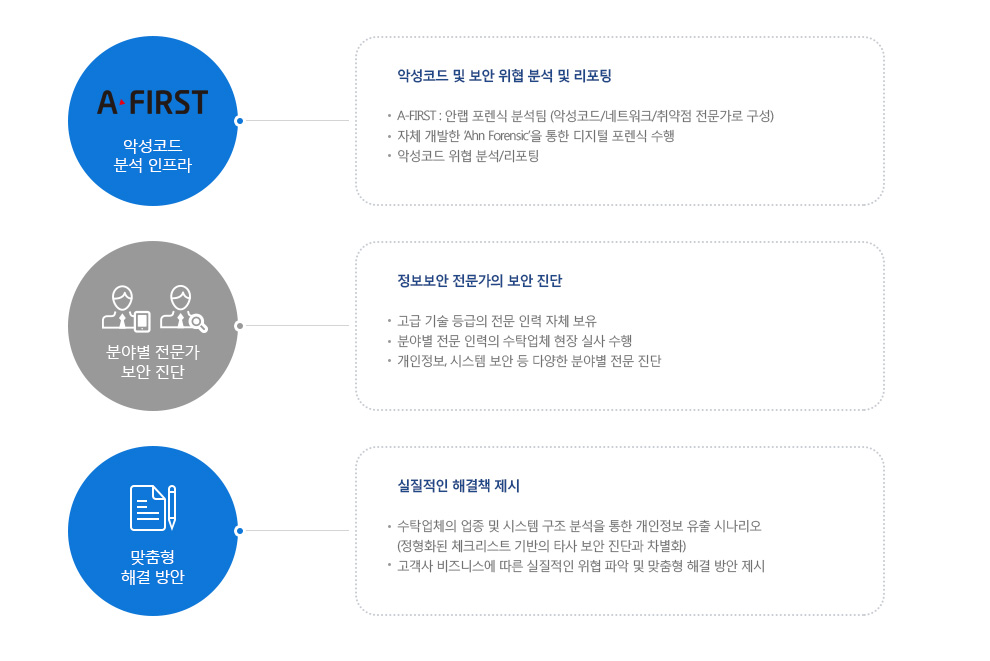 A·FIRST
악성코드
분석 인프라
악성코드 및 보안 위협 분석 및 리포팅
· A-FIRST : 안랩 포렌식 분석팀 (악성코드/네트워크/취약점 전문가로 구성)
· 자체 개발한 ‘Ahn Forensic’을 통한 디지털 포렌식 수행
· 악성코드 위협 분석/리포팅
분야별 전문가
보안 진단
정보보안 전문가의 보안 진단
· 고급 기술 등급의 전문 인력 자체 보유
· 분야별 전문 인력의 수탁업체 현장 실사 수행
· 개인정보, 시스템 보안 등 다양한 분야별 전문 진단
맞춤형
해결 방안
실질적인 해결책 제시
· 수탁업체의 업종 및 시스템 구조 분석을 통한 개인정보 유출 시나리오
(정형화된 체크리스트 기반의 타사 보안 진단과 차별화)
· 고객사 비즈니스에 따른 실질적인 위협 파악 및 맞춤형 해결 방안 제시